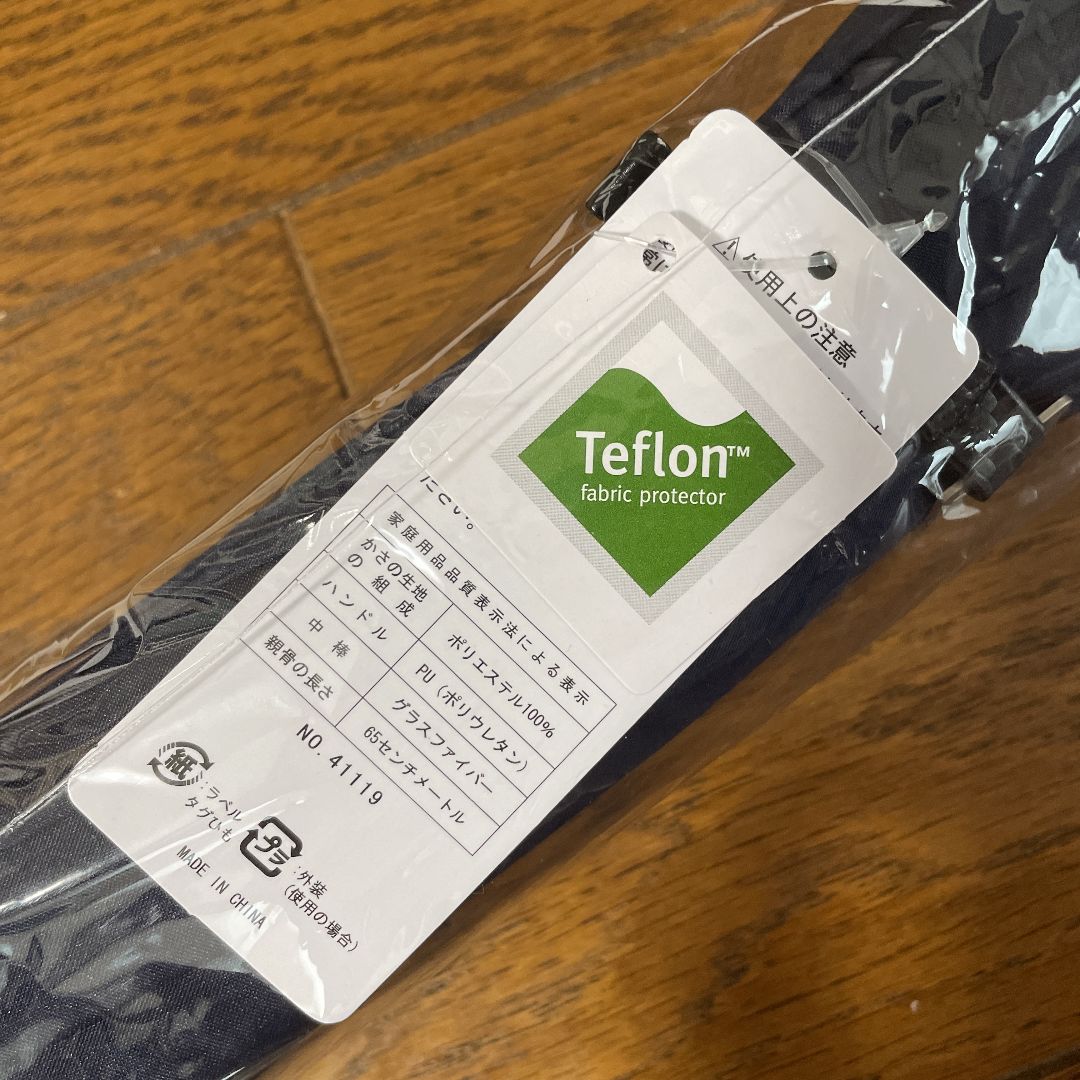 使用上の注意
Teflon™
fabric protector
ださい。
家庭用品品質表示法による表示
かさの生地
の組成
ポリエステル100%
ハンドル
PU (ポリウレタン)
中棒
グラスファイバー
親骨の長さ
65センチメートル
NO.41119
紙
:ラベル
タグひも
プラ
:外装
(使用の場合)
MADE IN CHINA